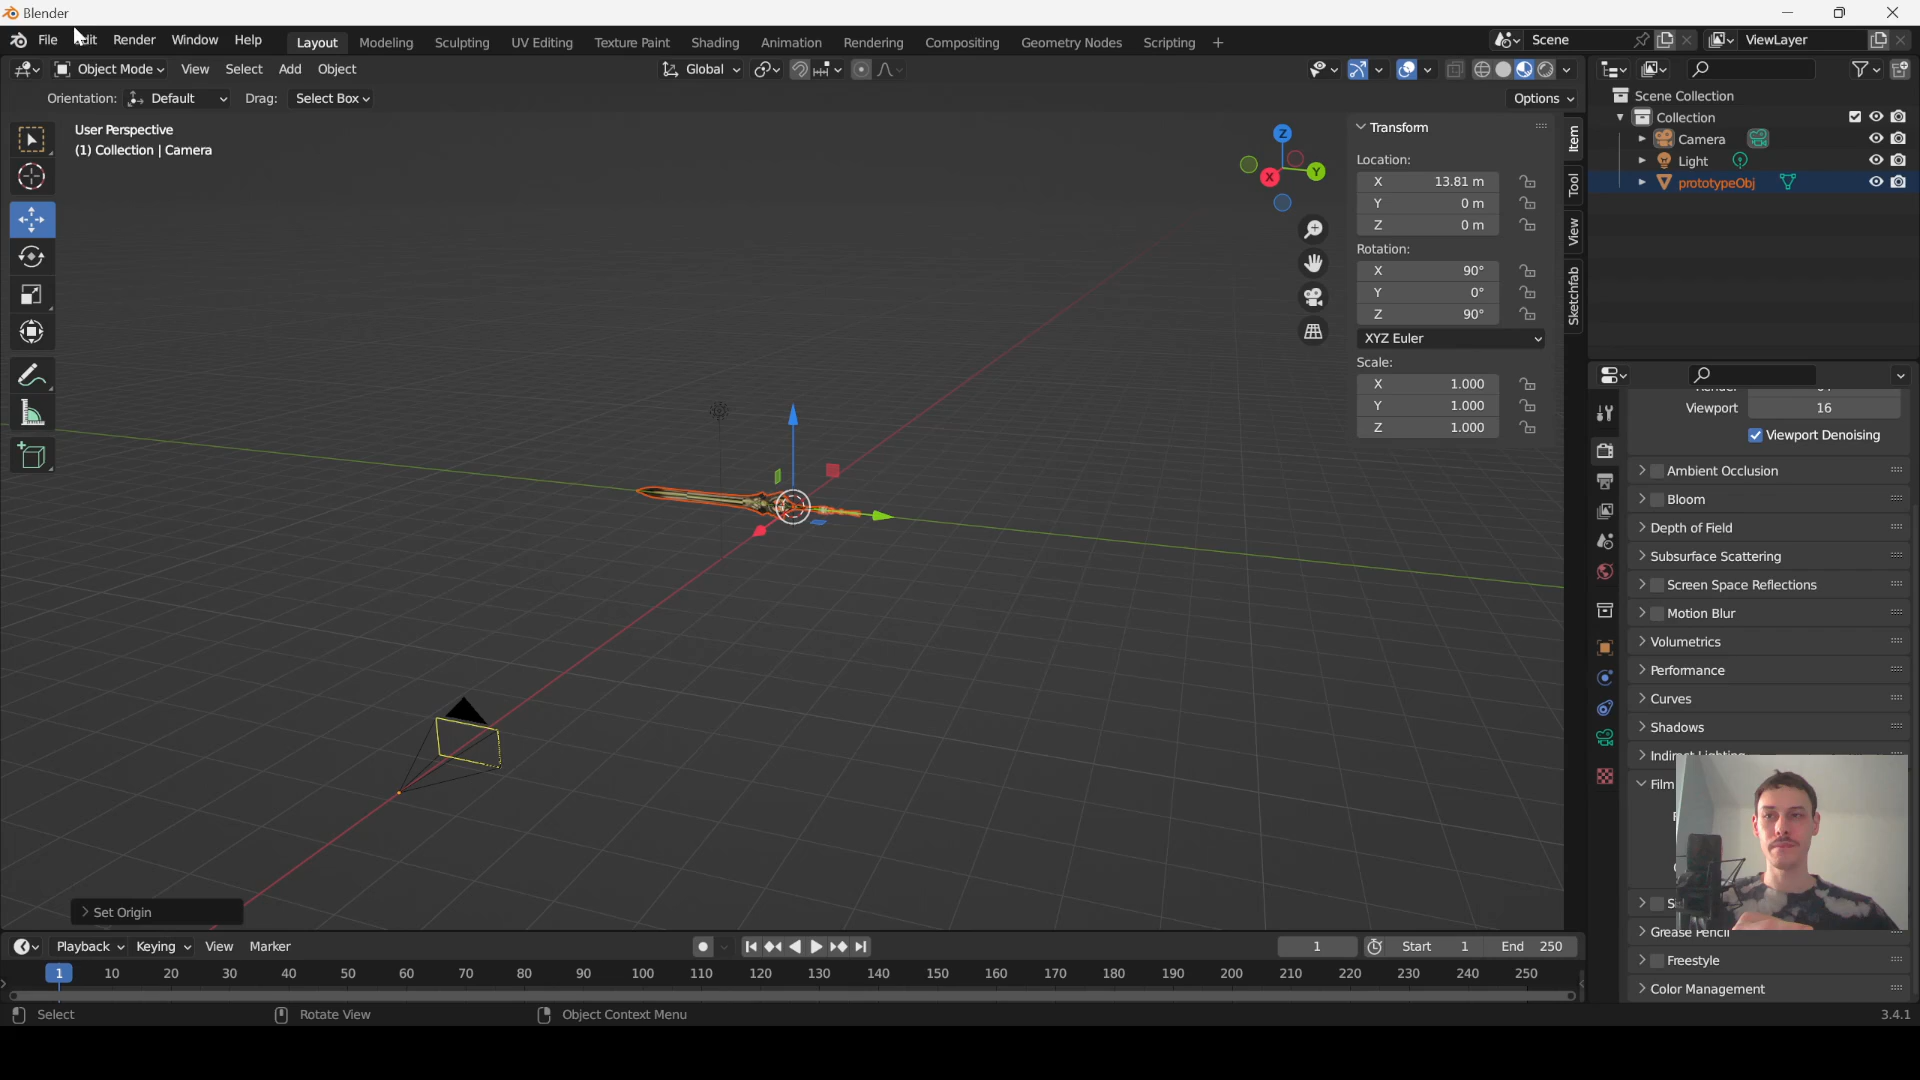 Blender
File Edit Render Window Help Layout Modeling Sculpting UV Editing Texture Paint Shading Animation Rendering Compositing Geometry Nodes Scripting + Scene ViewLayer
Object Mode View Select Add Object Global
Orientation: Default Drag: Select Box Options
User Perspective
(1) Collection | Camera
Z
Y
X
Transform
Location:
X 13.81 m
Y 0 m
Z 0 m
Rotation:
X 90°
Y 0°
Z 90°
XYZ Euler
Scale:
X 1.000
Y 1.000
Z 1.000
Item
Tool
View
Sketchfab
Scene Collection
Collection
Camera
Light
prototypeObj
Viewport 16
Viewport Denoising
Ambient Occlusion
Bloom
Depth of Field
Subsurface Scattering
Screen Space Reflections
Motion Blur
Volumetrics
Performance
Curves
Shadows
Indirect Lighting
Film
Grease Pencil
Freestyle
Color Management
Set Origin
Playback Keying View Marker 1 Start 1 End 250
1 10 20 30 40 50 60 70 80 90 100 110 120 130 140 150 160 170 180 190 200 210 220 230 240 250
Select Rotate View Object Context Menu 3.4.1